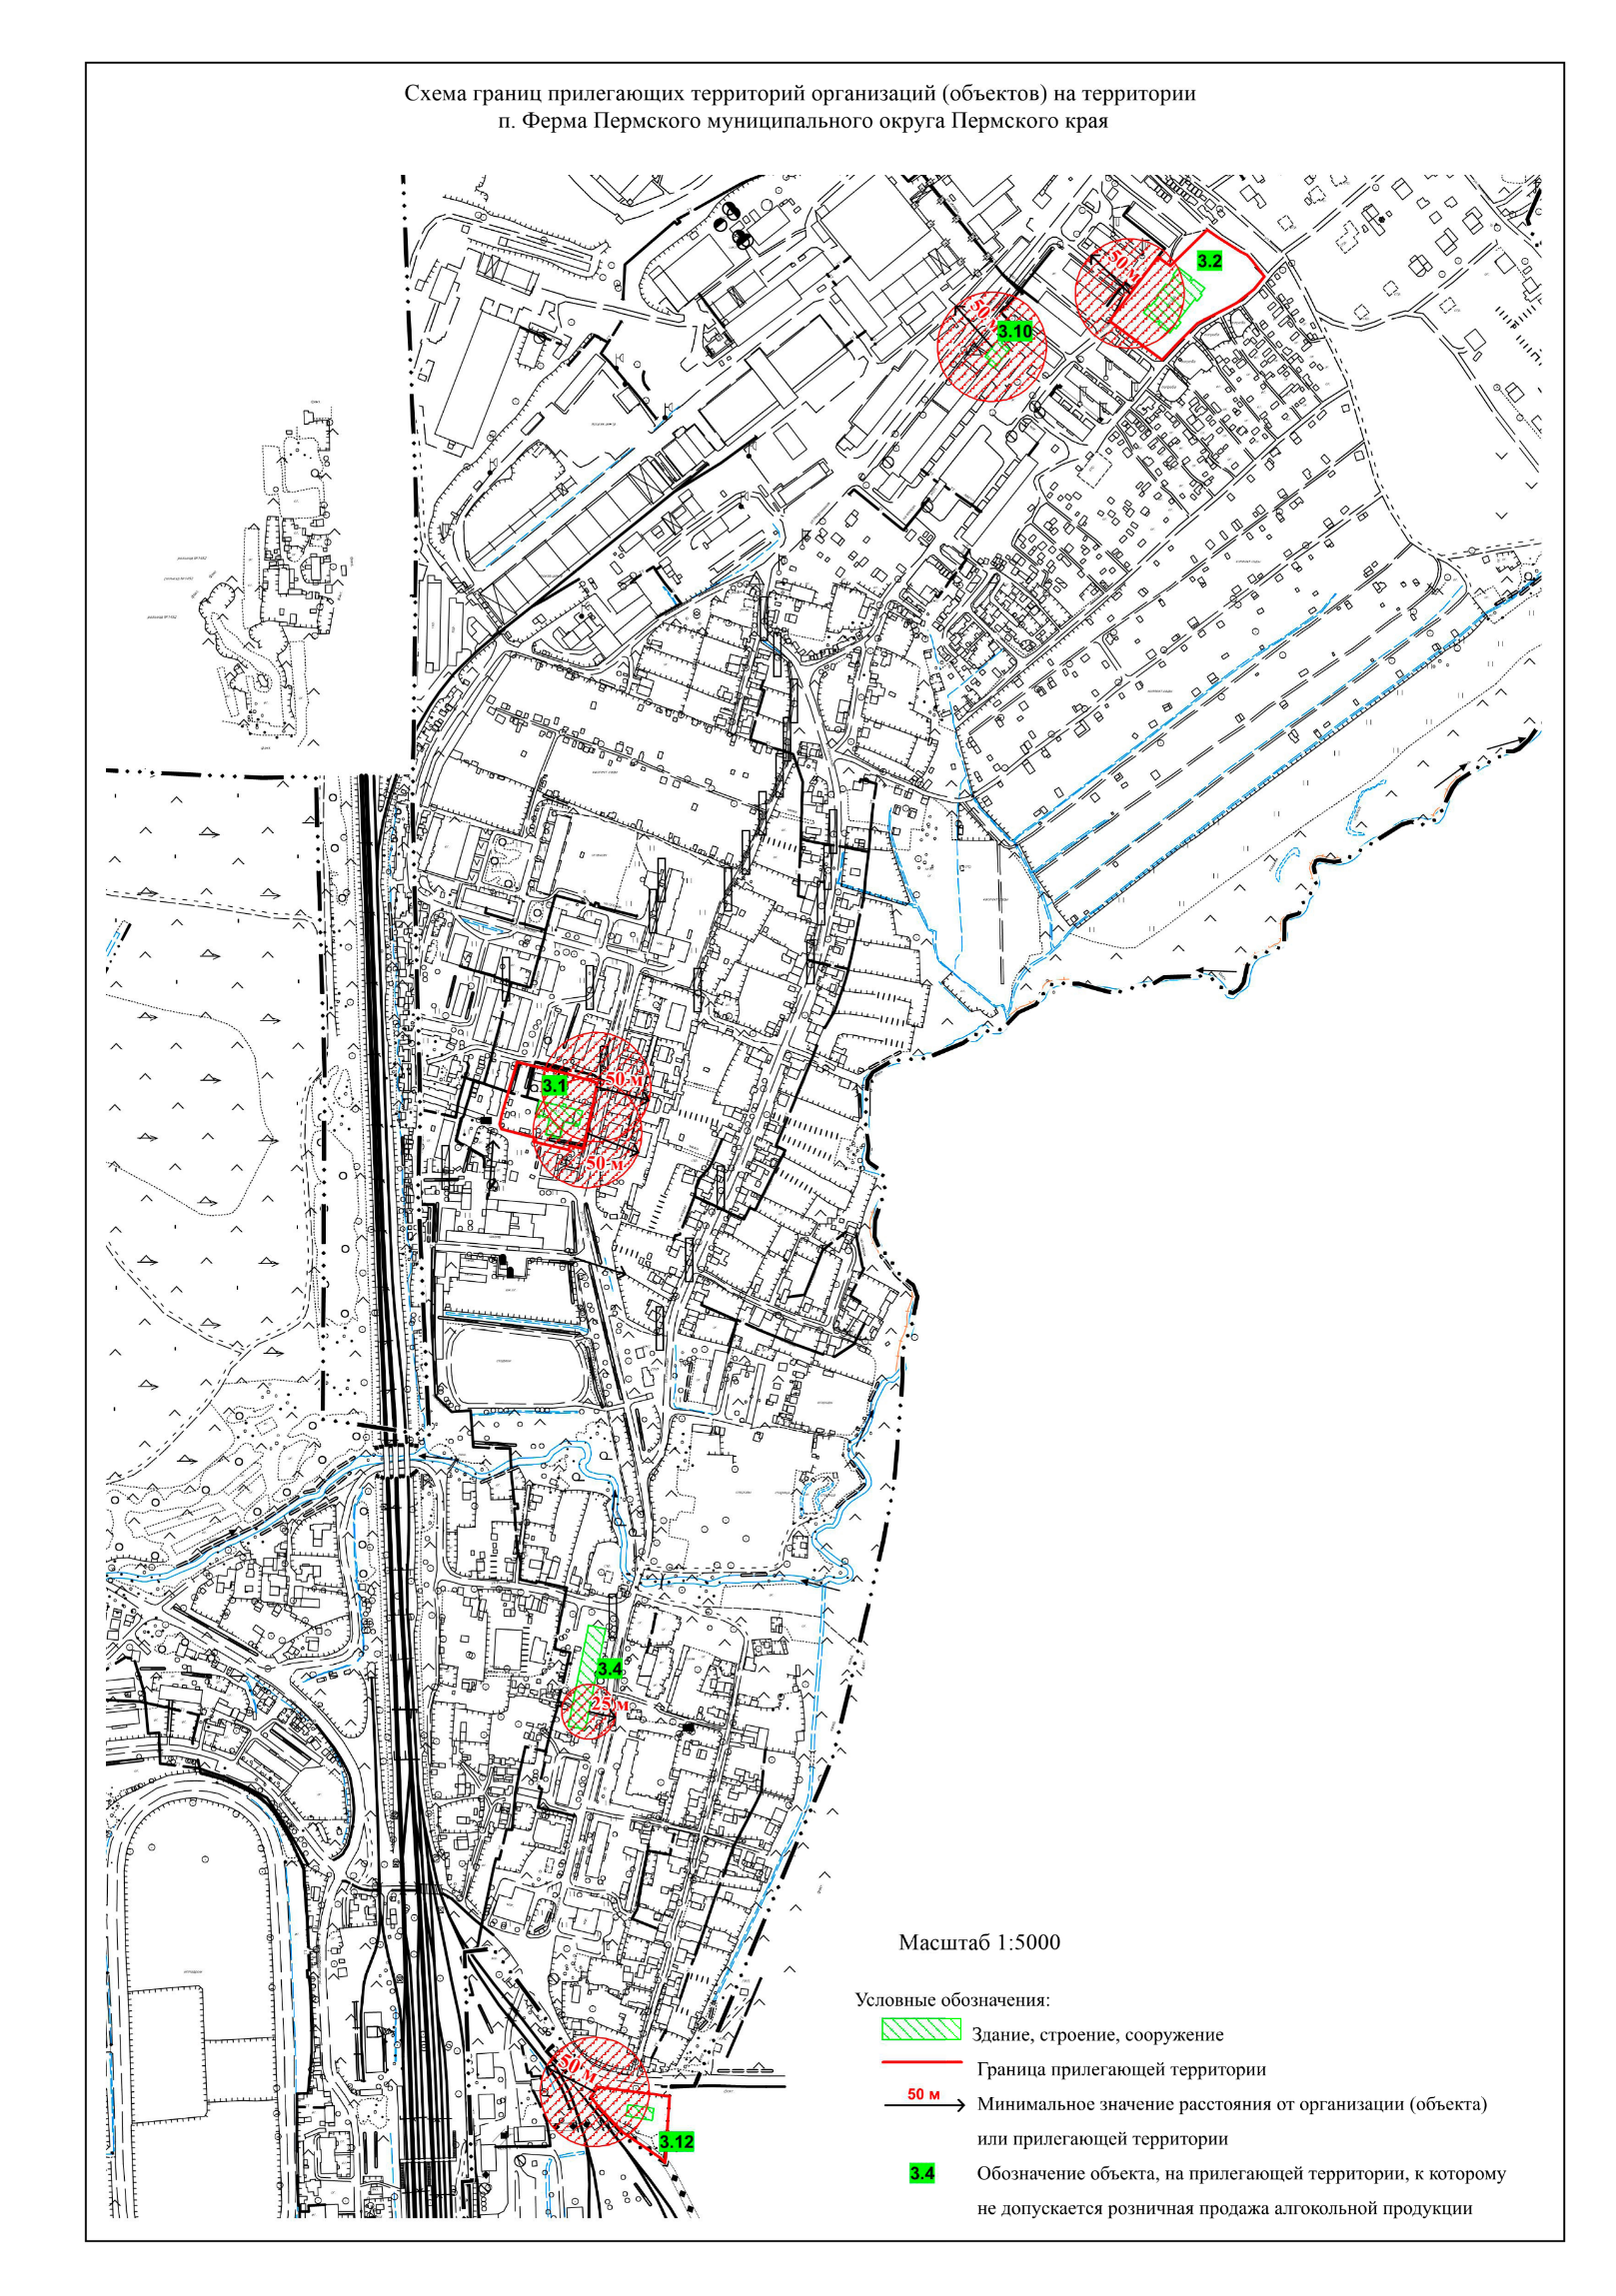 Схема границ прилегающих территорий организаций (объектов) на территории
п. Ферма Пермского муниципального округа Пермского края
3.2
50 м
50 м
3.10
3.1
50 м
50 м
3.4
25 м
50 м
3.12
Масштаб 1:5000
Условные обозначения:
Здание, строение, сооружение
Граница прилегающей территории
50 м
Минимальное значение расстояния от организации (объекта)
или прилегающей территории
3.4
Обозначение объекта, на прилегающей территории, к которому
не допускается розничная продажа алгокольной продукции